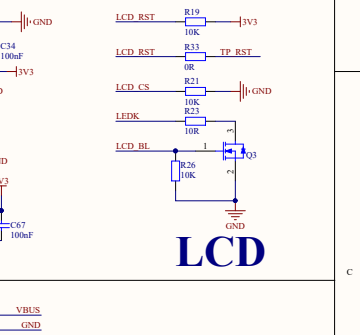 GND
C34
100nF
3V3
LCD_RST
R19
10K
3V3
LCD_RST
R33
0R
TP_RST
LCD_CS
R21
10K
GND
LEDK
R23
10R
LCD_BL
1
3
2
Q3
R26
10K
GND
LCD
C67
100nF
VBUS
GND
C